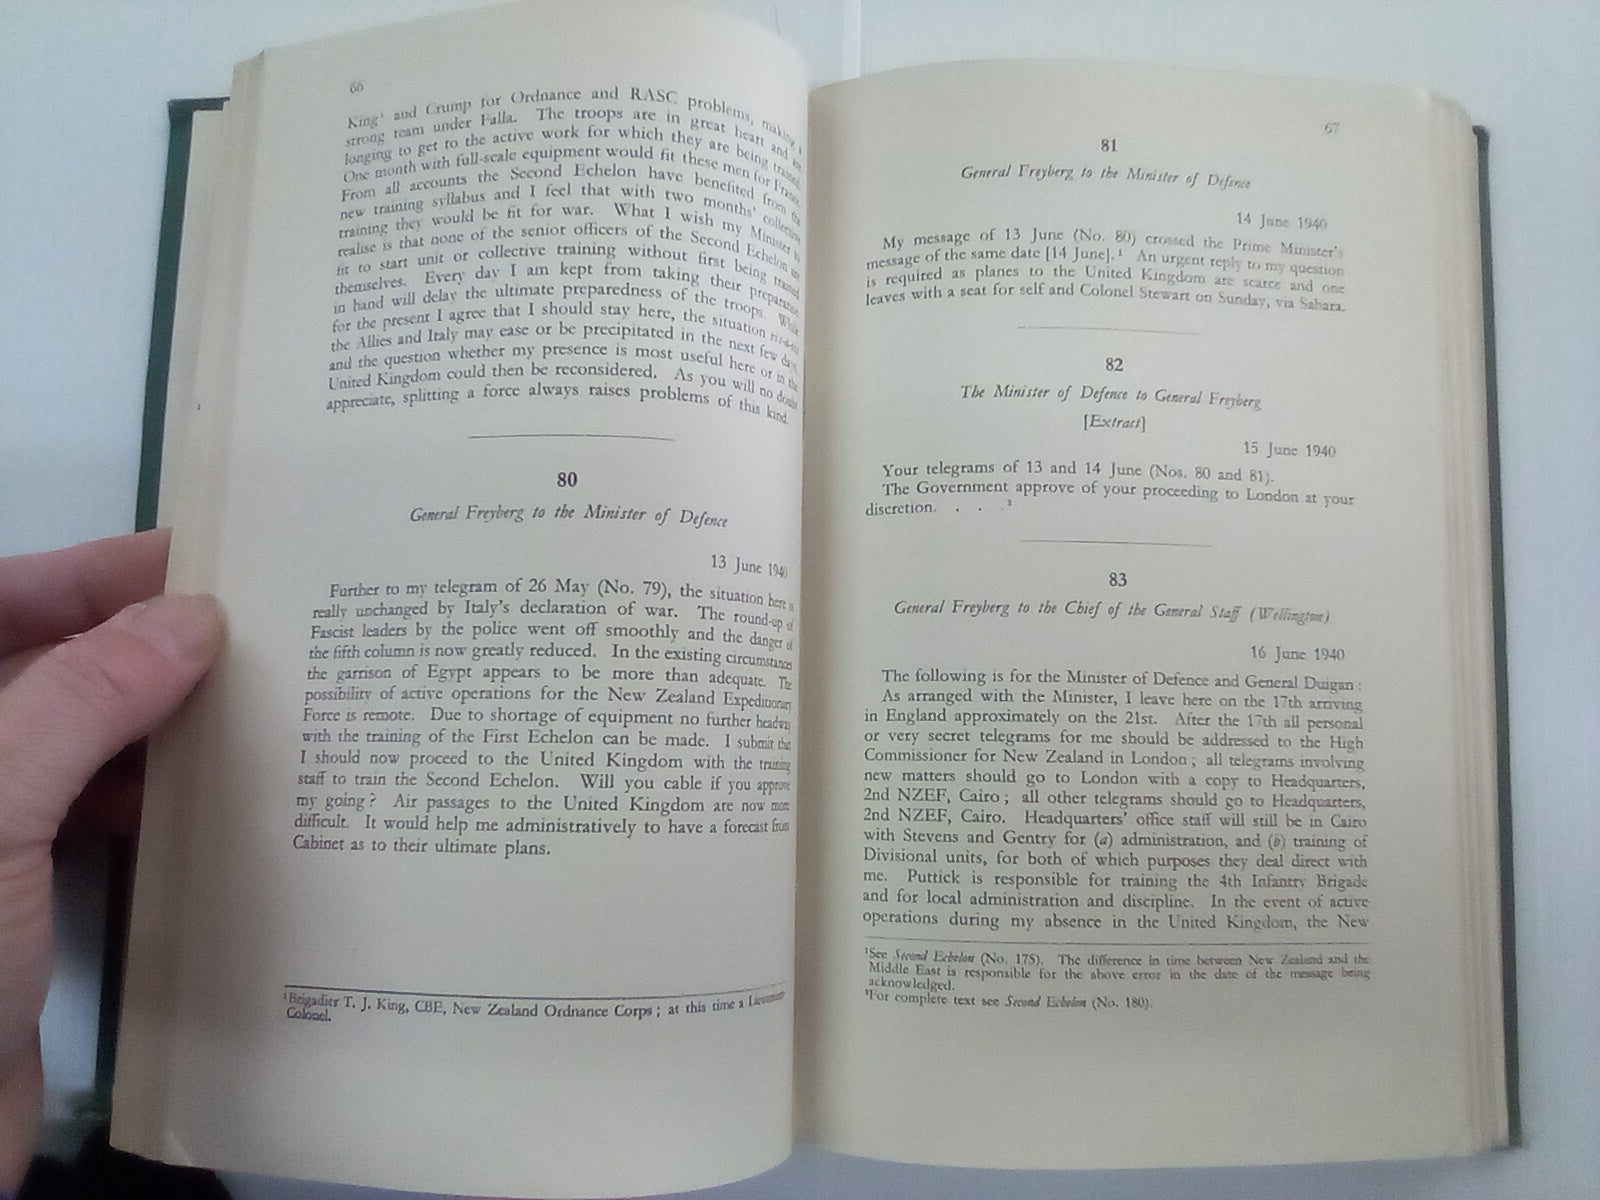 66
King¹ and Crump for Ordnance and RASC problems, making a
strong team under Falla. The troops are in great heart and are
longing to get to the active work for which they are being trained.
One month with full-scale equipment would fit these men for France.
From all accounts the Second Echelon have benefited from the
new training syllabus and I feel that with two months' collective
training they would be fit for war. What I wish my Minister to
realise is that none of the senior officers of the Second Echelon are
fit to start unit or collective training without first being trained
themselves. Every day I am kept from taking their preparation
in hand will delay the ultimate preparedness of the troops. While
for the present I agree that I should stay here, the situation
the Allies and Italy may ease or be precipitated in the next few days,
and the question whether my presence is most useful here or in the
United Kingdom could then be reconsidered. As you will no doubt
appreciate, splitting a force always raises problems of this kind.
80
General Freyberg to the Minister of Defence
13 June 1940
Further to my telegram of 26 May (No. 79), the situation here is
really unchanged by Italy's declaration of war. The round-up of
Fascist leaders by the police went off smoothly and the danger of
the fifth column is now greatly reduced. In the existing circumstances
the garrison of Egypt appears to be more than adequate. The
possibility of active operations for the New Zealand Expeditionary
Force is remote. Due to shortage of equipment no further headway
with the training of the First Echelon can be made. I submit that
I should now proceed to the United Kingdom with the training
staff to train the Second Echelon. Will you cable if you approve
my going? Air passages to the United Kingdom are now more
difficult. It would help me administratively to have a forecast from
Cabinet as to their ultimate plans.
¹Brigadier T. J. King, CBE, New Zealand Ordnance Corps; at this time a Lieutenant-
Colonel.
67
81
General Freyberg to the Minister of Defence
14 June 1940
My message of 13 June (No. 80) crossed the Prime Minister's
message of the same date [14 June].¹ An urgent reply to my question
is required as planes to the United Kingdom are scarce and one
leaves with a seat for self and Colonel Stewart on Sunday, via Sahara.
82
The Minister of Defence to General Freyberg
[Extract]
15 June 1940
Your telegrams of 13 and 14 June (Nos. 80 and 81).
The Government approve of your proceeding to London at your
discretion. . . .²
83
General Freyberg to the Chief of the General Staff (Wellington)
16 June 1940
The following is for the Minister of Defence and General Duigan:
As arranged with the Minister, I leave here on the 17th arriving
in England approximately on the 21st. After the 17th all personal
or very secret telegrams for me should be addressed to the High
Commissioner for New Zealand in London; all telegrams involving
new matters should go to London with a copy to Headquarters,
2nd NZEF, Cairo; all other telegrams should go to Headquarters,
2nd NZEF, Cairo. Headquarters' office staff will still be in Cairo
with Stevens and Gentry for (a) administration, and (b) training of
Divisional units, for both of which purposes they deal direct with
me. Puttick is responsible for training the 4th Infantry Brigade
and for local administration and discipline. In the event of active
operations during my absence in the United Kingdom, the New
¹See Second Echelon (No. 175). The difference in time between New Zealand and the
Middle East is responsible for the above error in the date of the message being
acknowledged.
²For complete text see Second Echelon (No. 180).